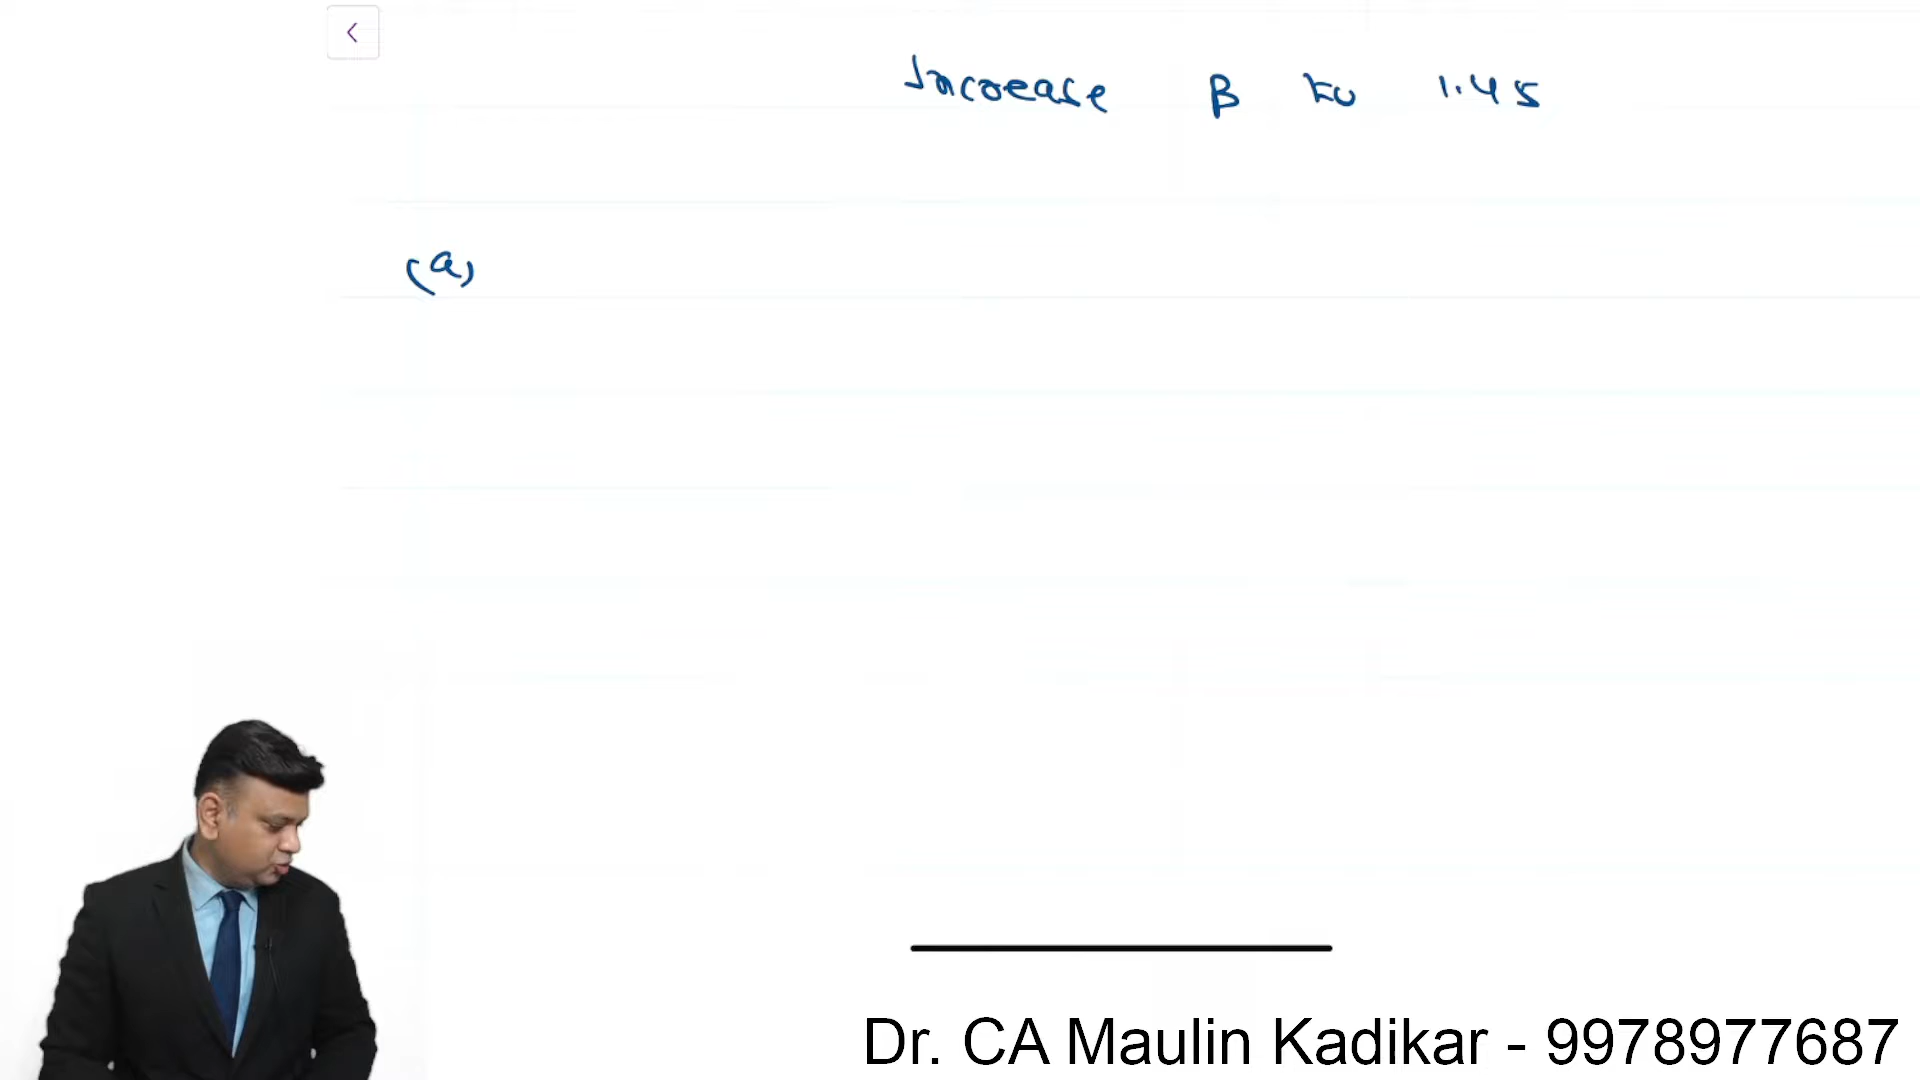 Increase β to 1.45
(a)
Dr. CA Maulin Kadikar - 9978977687